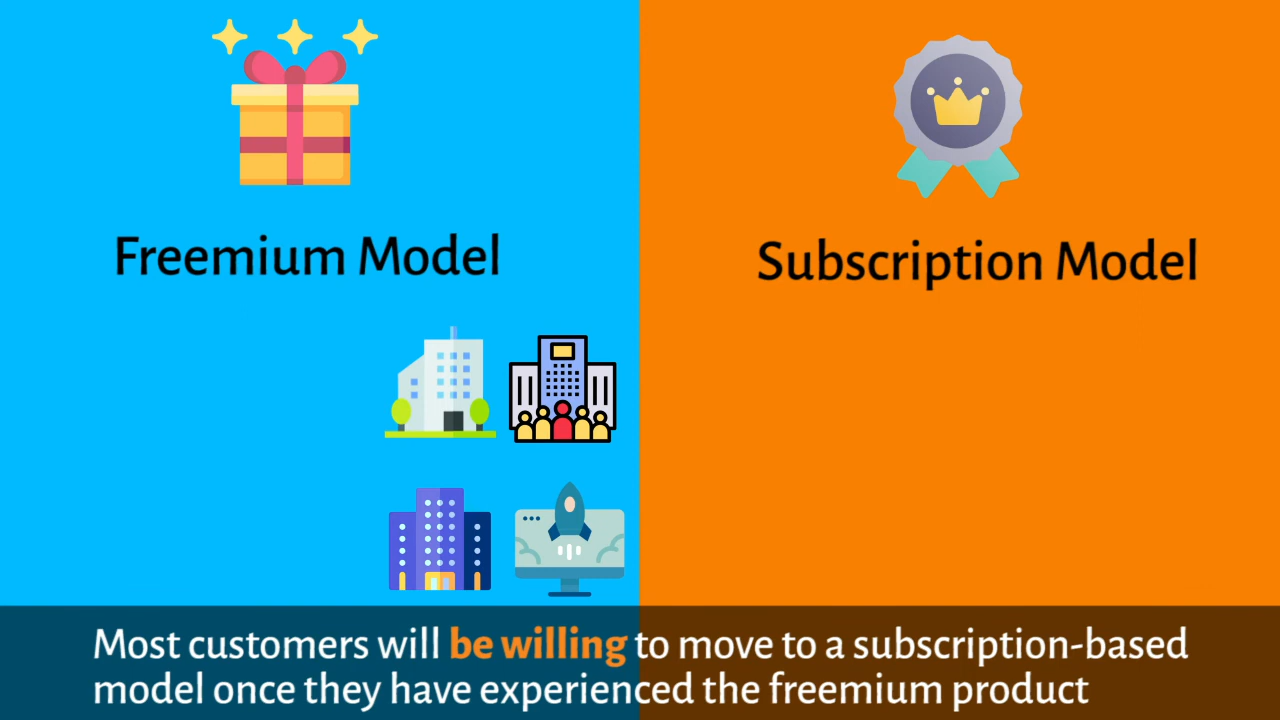 Freemium Model
Subscription Model
Most customers will be willing to move to a subscription-based
model once they have experienced the freemium product